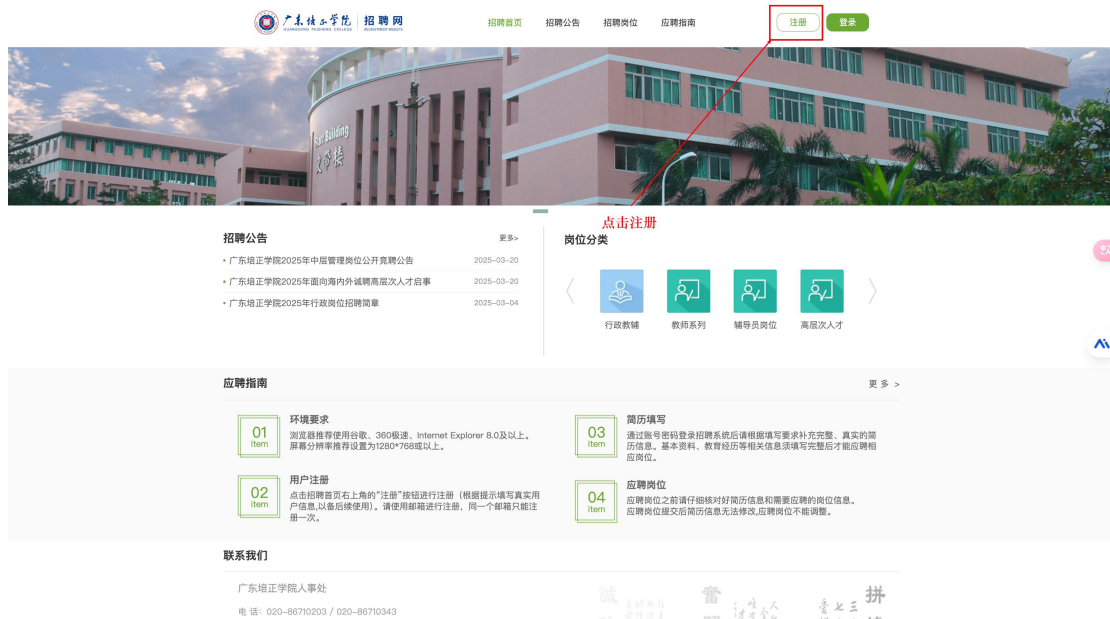 广东培正学院 招聘网
GUANGDONG PEIZHENG COLLEGE RECRUITMENT WEBSITE
招聘首页 招聘公告 招聘岗位 应聘指南 注册 登录
点击注册
招聘公告 更多>
广东培正学院2025年中层管理岗位公开竞聘公告 2025-03-20
广东培正学院2025年面向海内外诚聘高层次人才启事 2025-03-20
广东培正学院2025年行政岗位招聘简章 2025-03-04
岗位分类
行政教辅 教师系列 辅导员岗位 高层次人才
应聘指南 更多 >
01 item
环境要求
浏览器推荐使用谷歌、360极速、Internet Explorer 8.0及以上。
屏幕分辨率推荐设置为1280*768或以上。
02 item
用户注册
点击招聘首页右上角的“注册”按钮进行注册（根据提示填写真实用
户信息,以备后续使用）。请使用邮箱进行注册，同一个邮箱只能注
册一次。
03 item
简历填写
通过账号密码登录招聘系统后请根据填写要求补充完整、真实的简
历信息。基本资料、教育经历等相关信息须填写完整后才能应聘相
应岗位。
04 item
应聘岗位
应聘岗位之前请仔细核对好简历信息和需要应聘的岗位信息。
应聘岗位提交后简历信息无法修改,应聘岗位不能调整。
联系我们
广东培正学院人事处
电 话：020-86710203 / 020-86710343